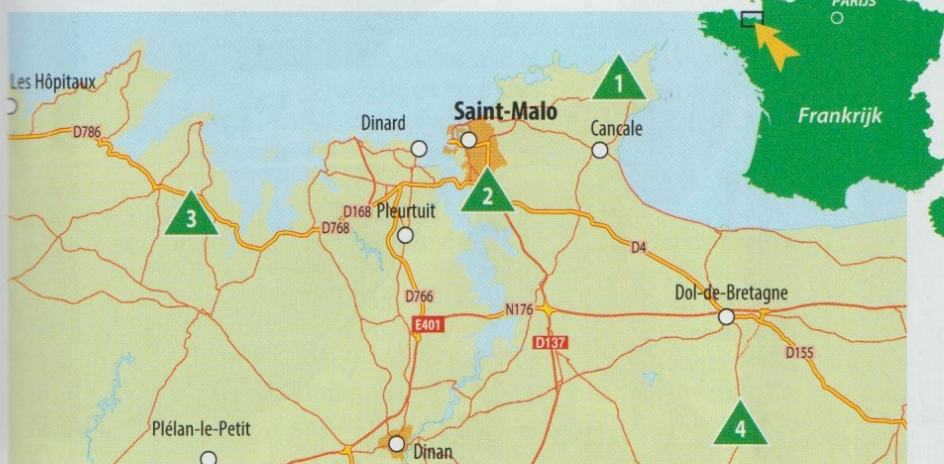 PARIJS
Frankrijk
Les Hôpitaux
1
Saint-Malo
Dinard
Cancale
D786
2
3
D168
Pleurtuit
D768
D4
D766
Dol-de-Bretagne
N176
E401
D137
D155
4
Plélan-le-Petit
Dinan